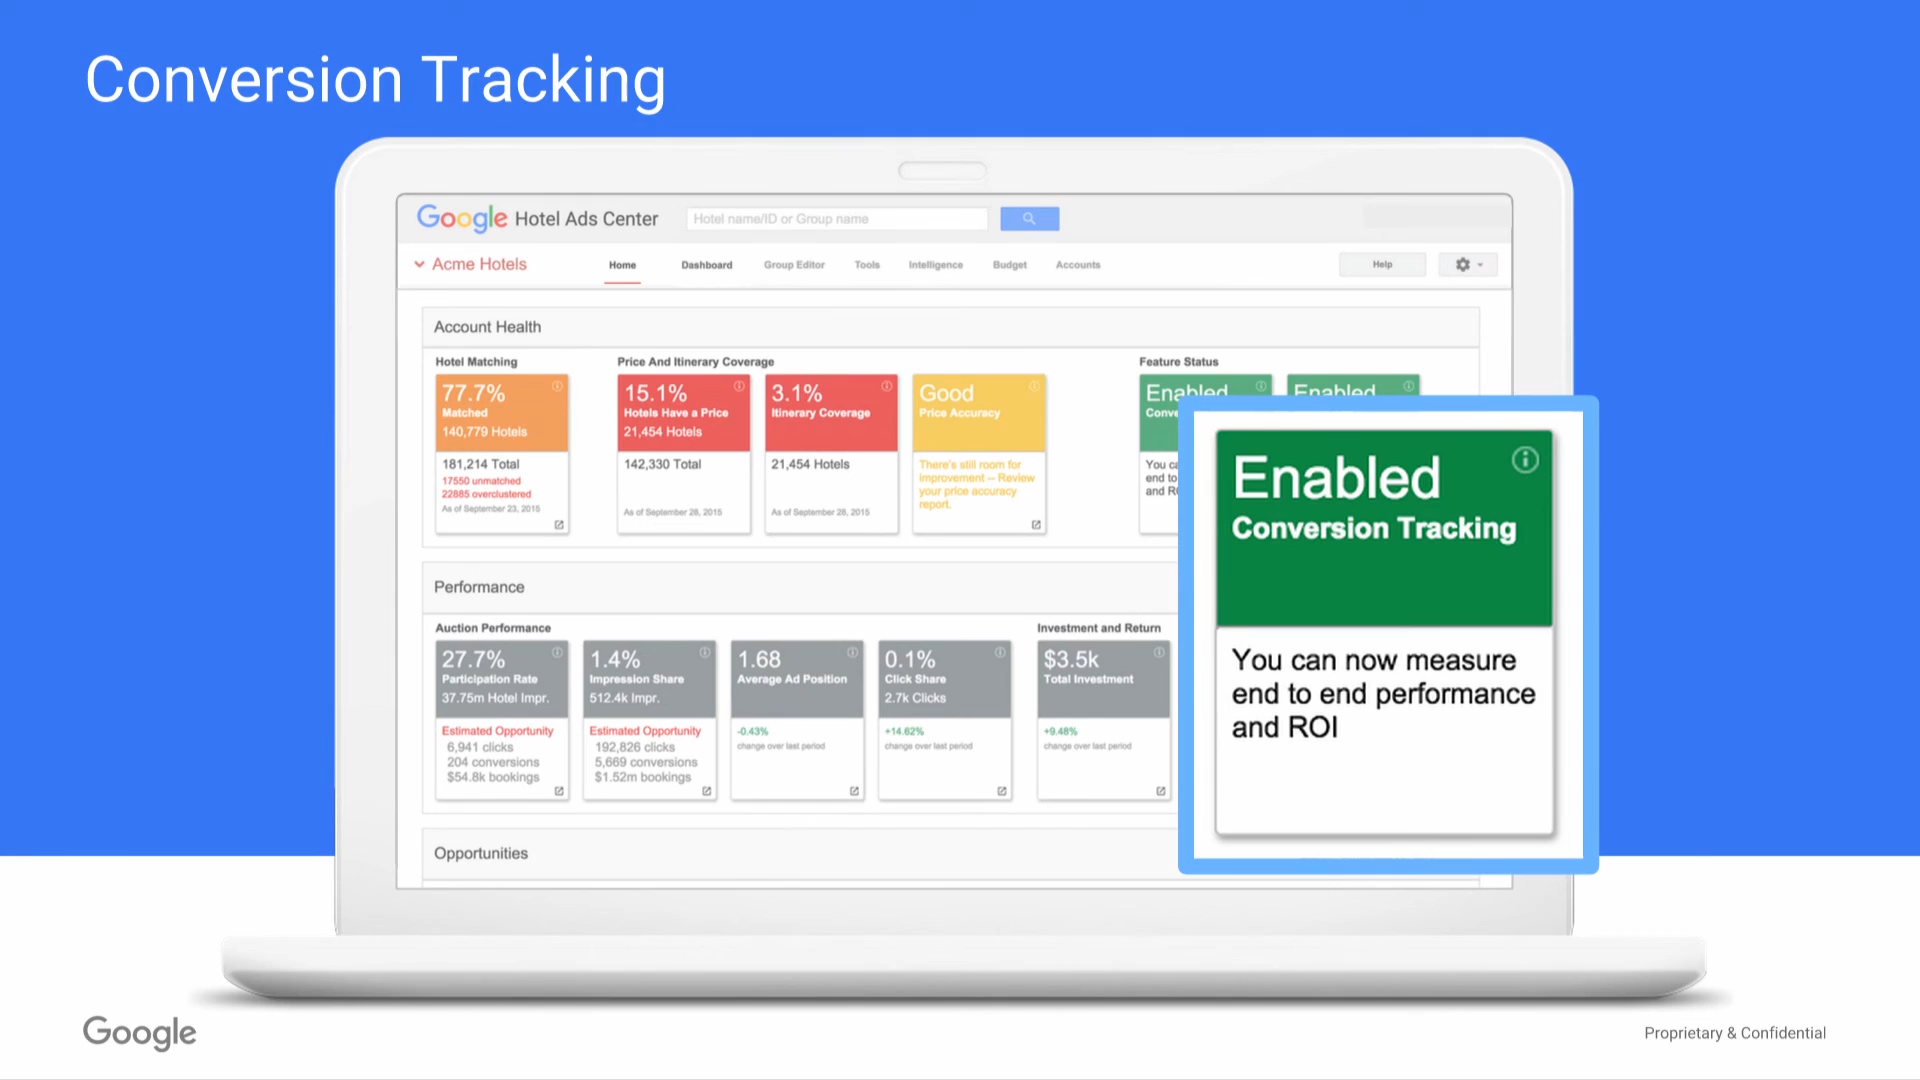 Conversion Tracking
Google Hotel Ads Center
Hotel name/ID or Group name
Acme Hotels
Home
Dashboard
Group Editor
Tools
Intelligence
Budget
Accounts
Help
Account Health
Hotel Matching
77.7%
Matched
140,779 Hotels
181,214 Total
17550 unmatched
22885 overclustered
As of September 23, 2015
Price And Itinerary Coverage
15.1%
Hotels Have a Price
21,454 Hotels
142,330 Total
As of September 28, 2015
3.1%
Itinerary Coverage
21,454 Hotels
As of September 28, 2015
Good
Price Accuracy
There's still room for
improvement – Review
your price accuracy
report.
Feature Status
Enabled
Conve
You ca
end to
and R
Enabled
Enabled
Conversion Tracking
You can now measure
end to end performance
and ROI
Performance
Auction Performance
27.7%
Participation Rate
37.75m Hotel Impr.
Estimated Opportunity
6,941 clicks
204 conversions
$54.8k bookings
1.4%
Impression Share
512.4k Impr.
Estimated Opportunity
192,826 clicks
5,669 conversions
$1.52m bookings
1.68
Average Ad Position
-0.43%
change over last period
0.1%
Click Share
2.7k Clicks
+14.62%
change over last period
Investment and Return
$3.5k
Total Investment
+9.48%
change over last period
Opportunities
Google
Proprietary & Confidential